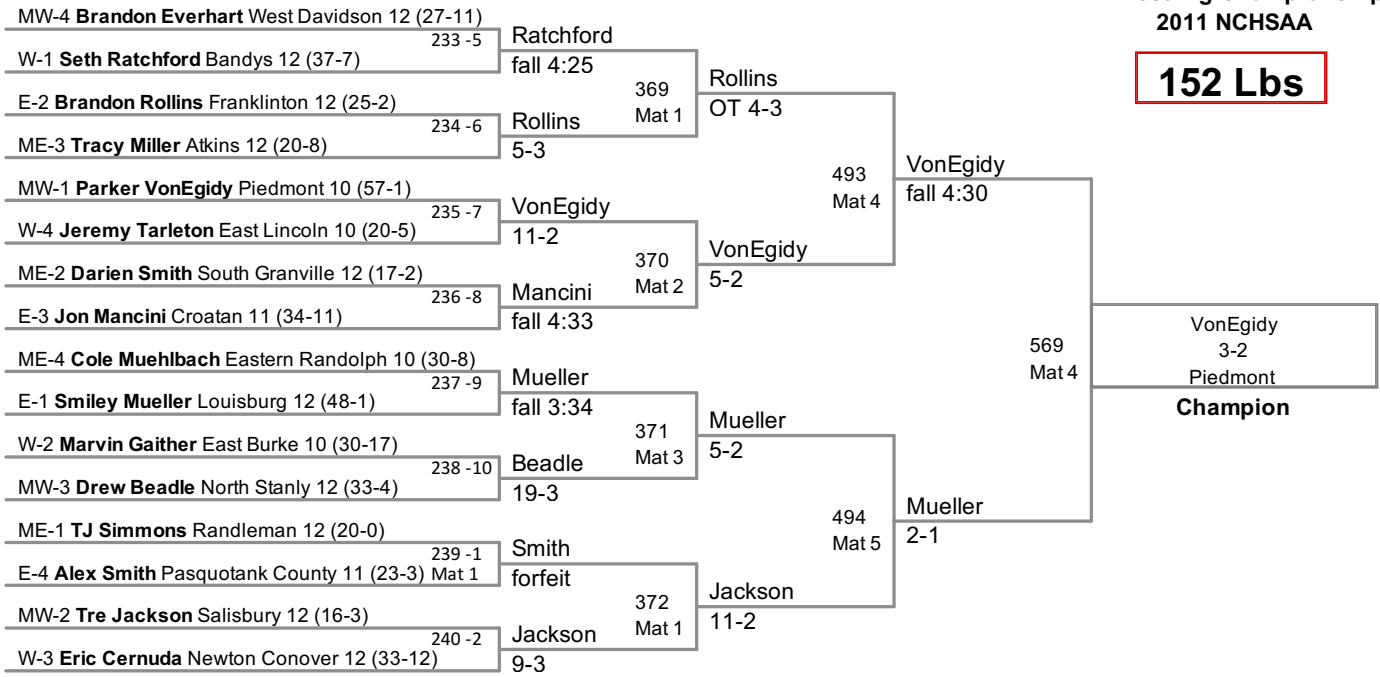 2011 NCHSAA
152 Lbs
MW-4 Brandon Everhart West Davidson 12 (27-11)
233 -5
W-1 Seth Ratchford Bandys 12 (37-7)
Ratchford
fall 4:25
E-2 Brandon Rollins Franklinton 12 (25-2)
234 -6
ME-3 Tracy Miller Atkins 12 (20-8)
Rollins
5-3
369
Mat 1
Rollins
OT 4-3
MW-1 Parker VonEgidy Piedmont 10 (57-1)
235 -7
W-4 Jeremy Tarleton East Lincoln 10 (20-5)
VonEgidy
11-2
ME-2 Darien Smith South Granville 12 (17-2)
236 -8
E-3 Jon Mancini Croatan 11 (34-11)
Mancini
fall 4:33
370
Mat 2
VonEgidy
5-2
493
Mat 4
VonEgidy
fall 4:30
ME-4 Cole Muehlbach Eastern Randolph 10 (30-8)
237 -9
E-1 Smiley Mueller Louisburg 12 (48-1)
Mueller
fall 3:34
W-2 Marvin Gaither East Burke 10 (30-17)
238 -10
MW-3 Drew Beadle North Stanly 12 (33-4)
Beadle
19-3
371
Mat 3
Mueller
5-2
ME-1 TJ Simmons Randleman 12 (20-0)
239 -1
E-4 Alex Smith Pasquotank County 11 (23-3) Mat 1
Smith
forfeit
MW-2 Tre Jackson Salisbury 12 (16-3)
240 -2
W-3 Eric Cernuda Newton Conover 12 (33-12)
Jackson
9-3
372
Mat 1
Jackson
11-2
494
Mat 5
Mueller
2-1
569
Mat 4
VonEgidy
3-2
Piedmont
Champion